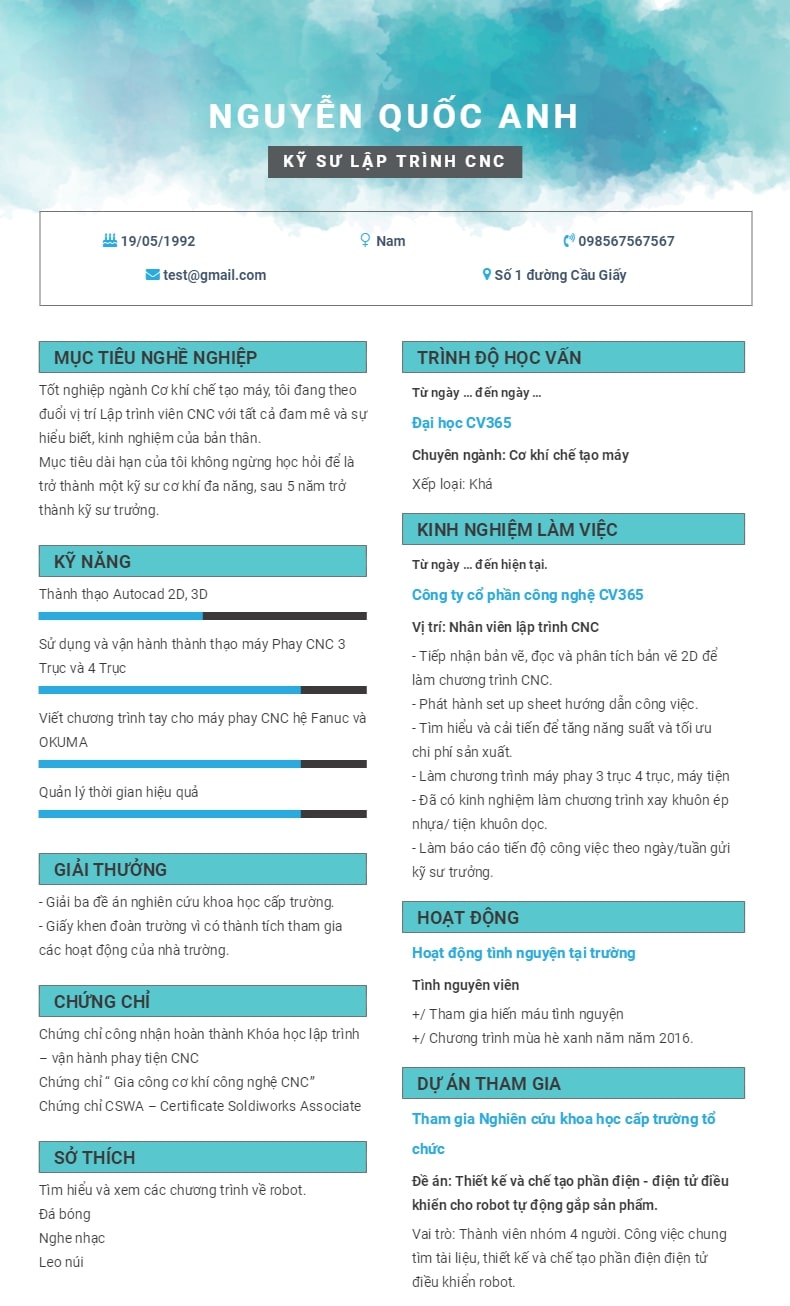 NGUYỄN QUỐC ANH
KỸ SƯ LẬP TRÌNH CNC
19/05/1992
Nam
098567567567
test@gmail.com
Số 1 đường Cầu Giấy
MỤC TIÊU NGHỀ NGHIỆP
Tốt nghiệp ngành Cơ khí chế tạo máy, tôi đang theo
đuổi vị trí Lập trình viên CNC với tất cả đam mê và sự
hiểu biết, kinh nghiệm của bản thân.
Mục tiêu dài hạn của tôi không ngừng học hỏi để là
trở thành một kỹ sư cơ khí đa năng, sau 5 năm trở
thành kỹ sư trưởng.
KỸ NĂNG
Thành thạo Autocad 2D, 3D
Sử dụng và vận hành thành thạo máy Phay CNC 3
Trục và 4 Trục
Viết chương trình tay cho máy phay CNC hệ Fanuc và
OKUMA
Quản lý thời gian hiệu quả
GIẢI THƯỞNG
- Giải ba đề án nghiên cứu khoa học cấp trường.
- Giấy khen đoàn trường vì có thành tích tham gia
các hoạt động của nhà trường.
CHỨNG CHỈ
Chứng chỉ công nhận hoàn thành Khóa học lập trình
– vận hành phay tiện CNC
Chứng chỉ “ Gia công cơ khí công nghệ CNC”
Chứng chỉ CSWA – Certificate Soldiworks Associate
SỞ THÍCH
Tìm hiểu và xem các chương trình về robot.
Đá bóng
Nghe nhạc
Leo núi
TRÌNH ĐỘ HỌC VẤN
Từ ngày ... đến ngày ...
Đại học CV365
Chuyên ngành: Cơ khí chế tạo máy
Xếp loại: Khá
KINH NGHIỆM LÀM VIỆC
Từ ngày ... đến hiện tại.
Công ty cổ phần công nghệ CV365
Vị trí: Nhân viên lập trình CNC
- Tiếp nhận bản vẽ, đọc và phân tích bản vẽ 2D để
làm chương trình CNC.
- Phát hành set up sheet hướng dẫn công việc.
- Tìm hiểu và cải tiến để tăng năng suất và tối ưu
chi phí sản xuất.
- Làm chương trình máy phay 3 trục 4 trục, máy tiện
- Đã có kinh nghiệm làm chương trình xay khuôn ép
nhựa/ tiện khuôn dọc.
- Làm báo cáo tiến độ công việc theo ngày/tuần gửi
kỹ sư trưởng.
HOẠT ĐỘNG
Hoạt động tình nguyện tại trường
Tình nguyên viên
+/ Tham gia hiến máu tình nguyện
+/ Chương trình mùa hè xanh năm năm 2016.
DỰ ÁN THAM GIA
Tham gia Nghiên cứu khoa học cấp trường tổ
chức
Đề án: Thiết kế và chế tạo phần điện - điện tử điều
khiển cho robot tự động gắp sản phẩm.
Vai trò: Thành viên nhóm 4 người. Công việc chung
tìm tài liệu, thiết kế và chế tạo phần điện điện tử
điều khiển robot.